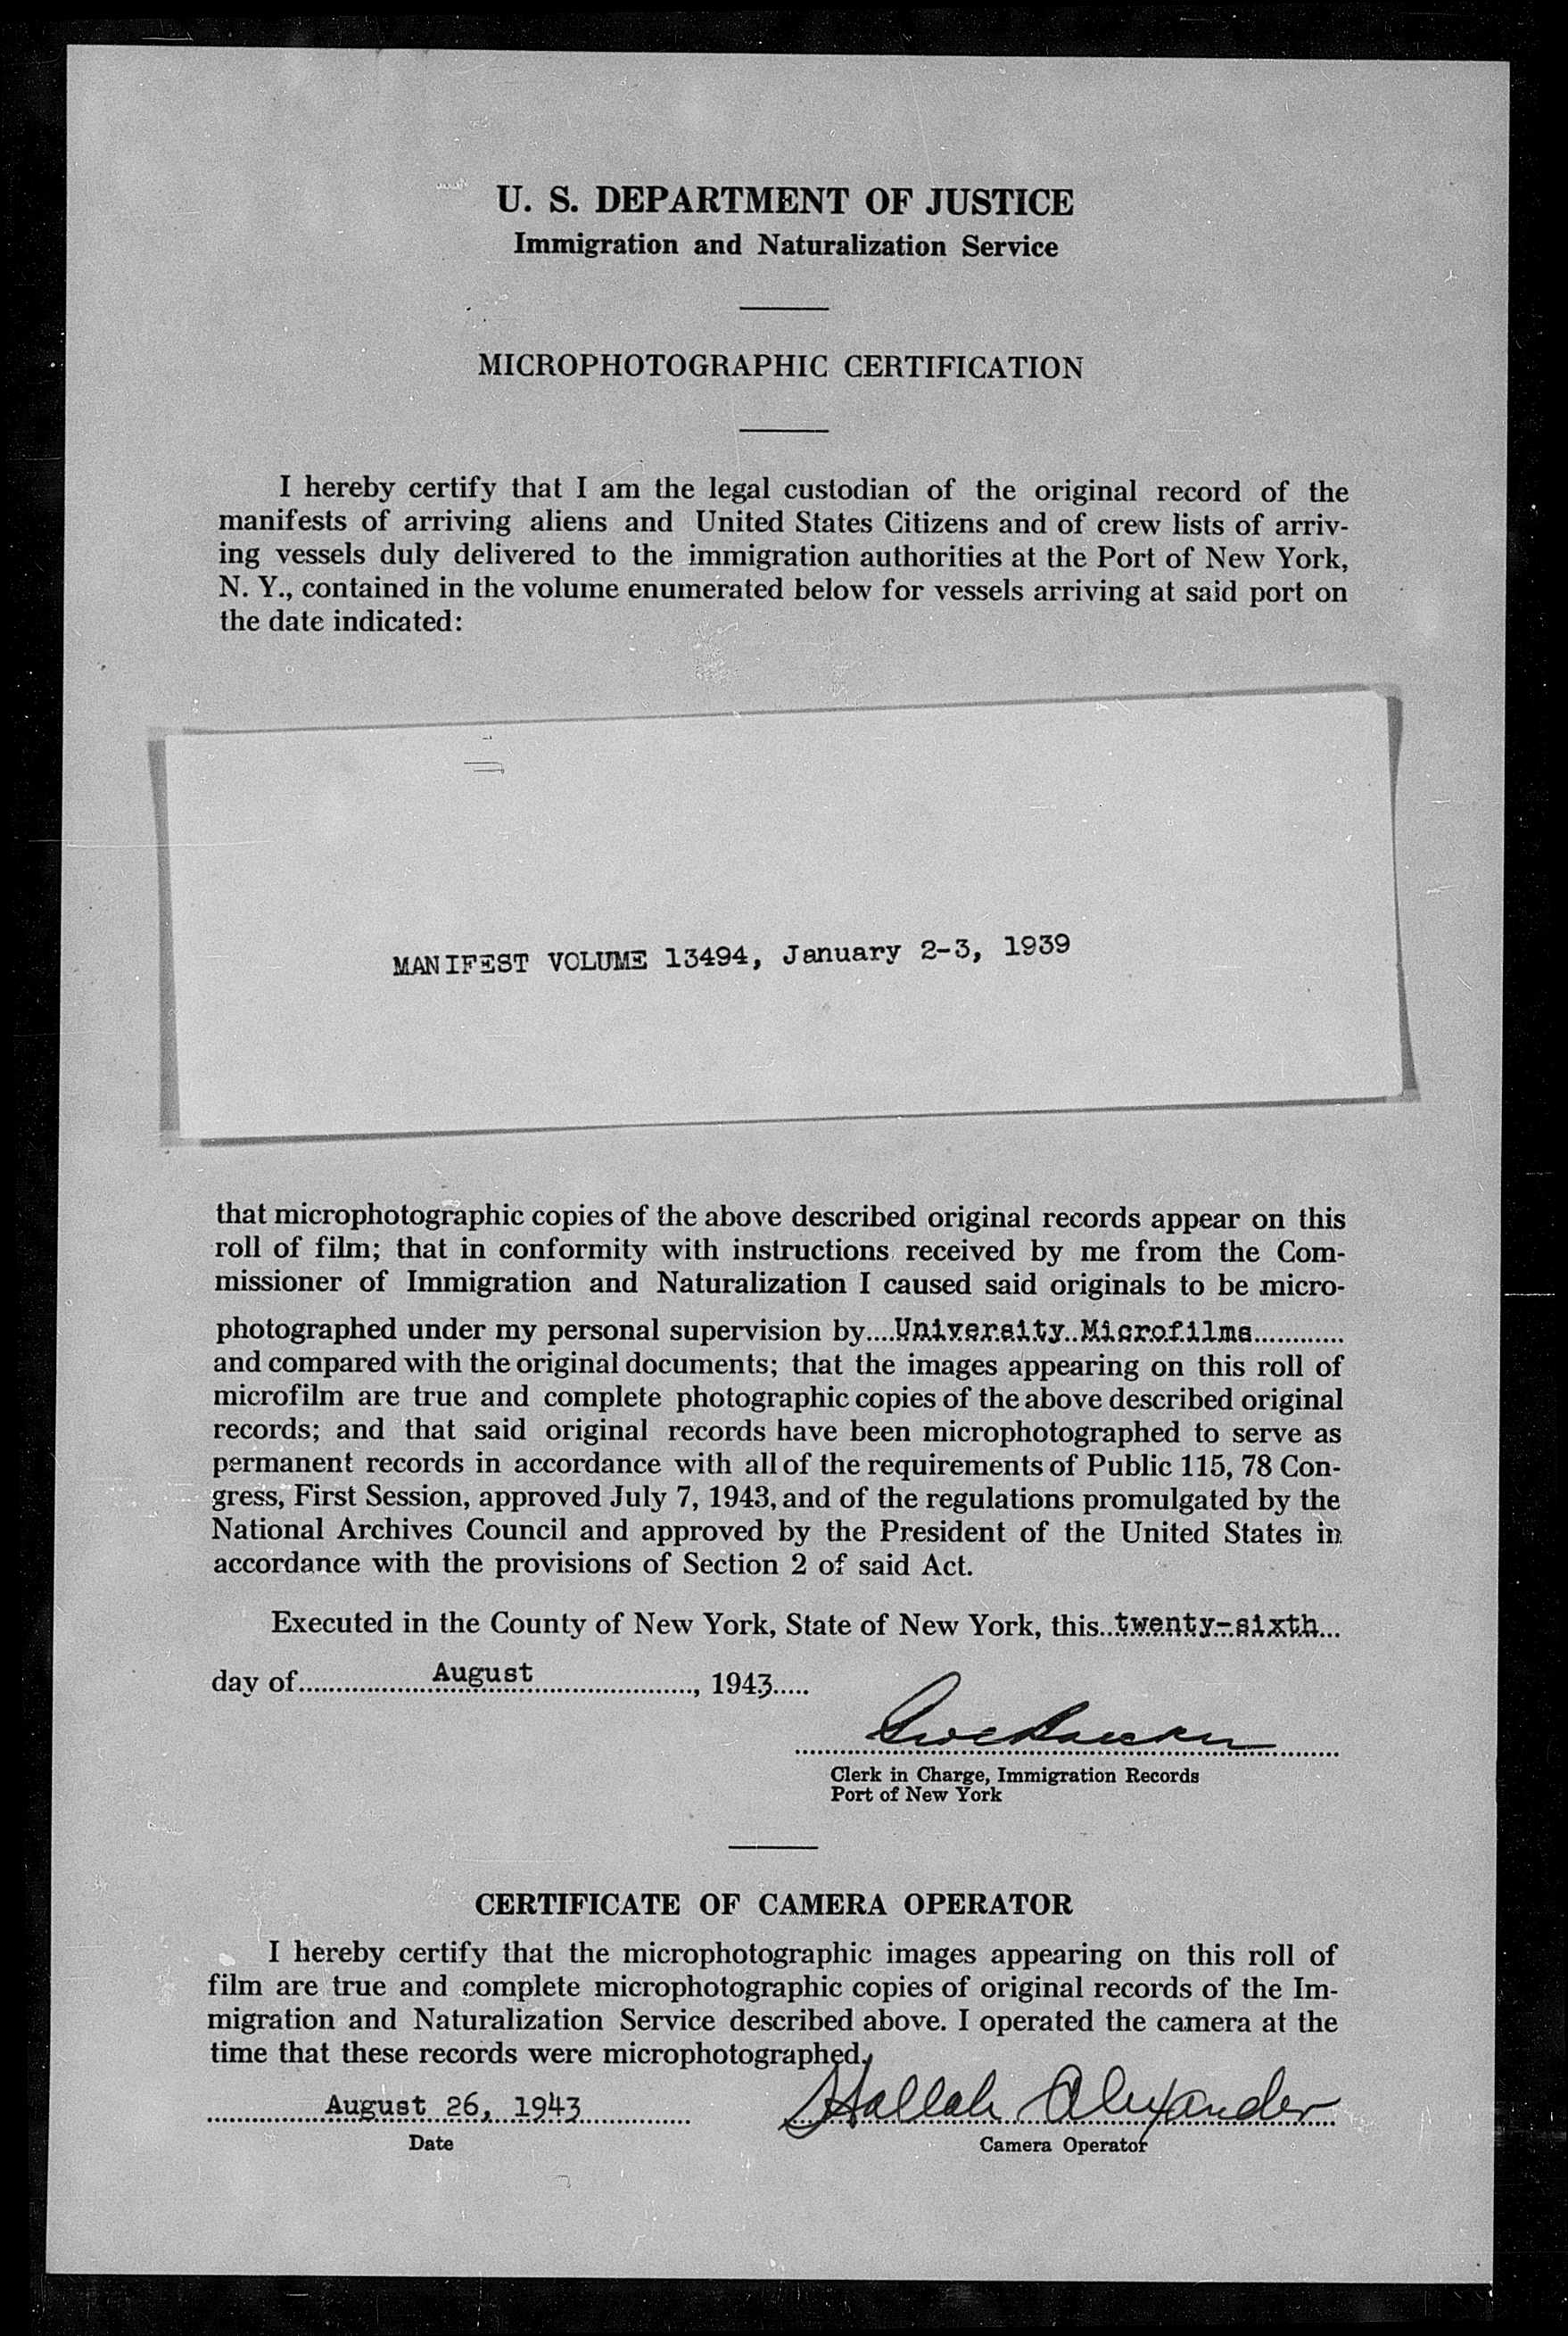 U. S. DEPARTMENT OF JUSTICE
Immigration and Naturalization Service
MICROPHOTOGRAPHIC CERTIFICATION
I hereby certify that I am the legal custodian of the original record of the
manifests of arriving aliens and United States Citizens and of crew lists of arriv-
ing vessels duly delivered to the immigration authorities at the Port of New York,
N. Y., contained in the volume enumerated below for vessels arriving at said port on
the date indicated:
MANIFEST VOLUME 13494, January 2-3, 1939
that microphotographic copies of the above described original records appear on this
roll of film; that in conformity with instructions received by me from the Com-
missioner of Immigration and Naturalization I caused said originals to be micro-
photographed under my personal supervision by....University Microfilms............
and compared with the original documents; that the images appearing on this roll of
microfilm are true and complete photographic copies of the above described original
records; and that said original records have been microphotographed to serve as
permanent records in accordance with all of the requirements of Public 115, 78 Con-
gress, First Session, approved July 7, 1943, and of the regulations promulgated by the
National Archives Council and approved by the President of the United States in
accordance with the provisions of Section 2 of said Act.
Executed in the County of New York, State of New York, this...twenty-sixth...
day of..................August......................., 1943.....
Clerk in Charge, Immigration Records
Port of New York
CERTIFICATE OF CAMERA OPERATOR
I hereby certify that the microphotographic images appearing on this roll of
film are true and complete microphotographic copies of original records of the Im-
migration and Naturalization Service described above. I operated the camera at the
time that these records were microphotographed.
August 26, 1943 Alexander
Date Camera Operator